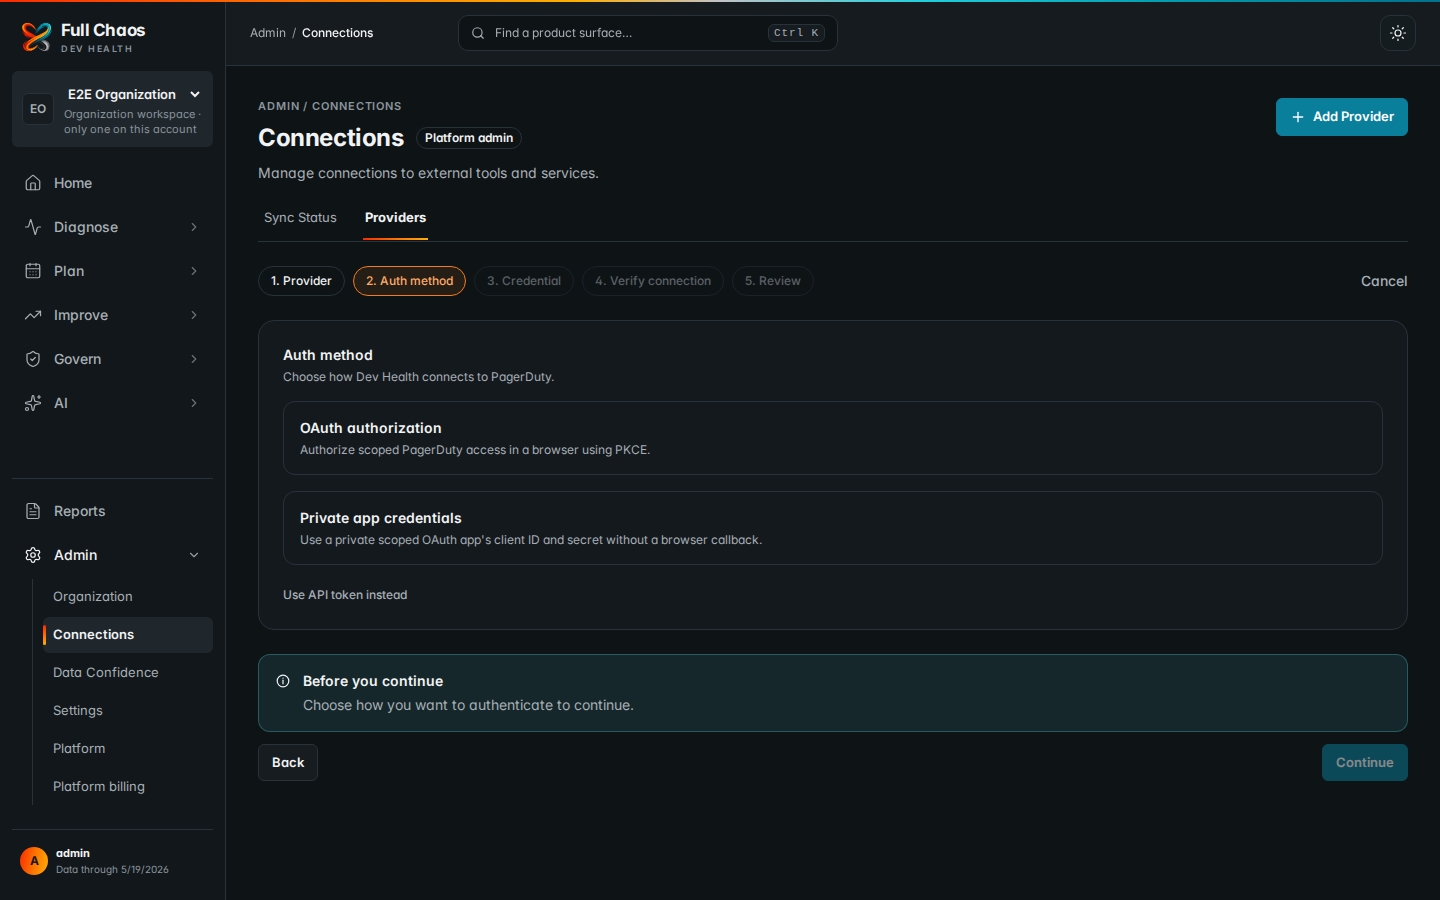 Full Chaos
DEV HEALTH
EO
E2E Organization
Organization workspace ·
only one on this account
Home
Diagnose
Plan
Improve
Govern
AI
Reports
Admin
Organization
Connections
Data Confidence
Settings
Platform
Platform billing
A
admin
Data through 5/19/2026
Admin / Connections
Find a product surface...
Ctrl K
ADMIN / CONNECTIONS
Connections
Platform admin
Manage connections to external tools and services.
Add Provider
Sync Status
Providers
1. Provider
2. Auth method
3. Credential
4. Verify connection
5. Review
Cancel
Auth method
Choose how Dev Health connects to PagerDuty.
OAuth authorization
Authorize scoped PagerDuty access in a browser using PKCE.
Private app credentials
Use a private scoped OAuth app's client ID and secret without a browser callback.
Use API token instead
Before you continue
Choose how you want to authenticate to continue.
Back
Continue